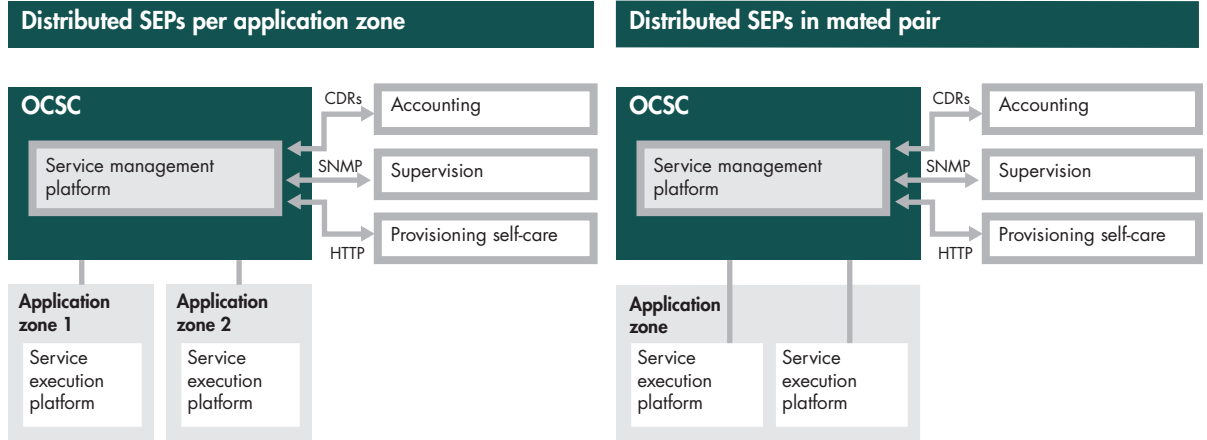 Distributed SEPs per application zone
OCSC
Service management
platform
CDRs
Accounting
SNMP
Supervision
HTTP
Provisioning self-care
Application
zone 1
Service
execution
platform
Application
zone 2
Service
execution
platform
Distributed SEPs in mated pair
OCSC
Service management
platform
CDRs
Accounting
SNMP
Supervision
HTTP
Provisioning self-care
Application
zone
Service
execution
platform
Service
execution
platform